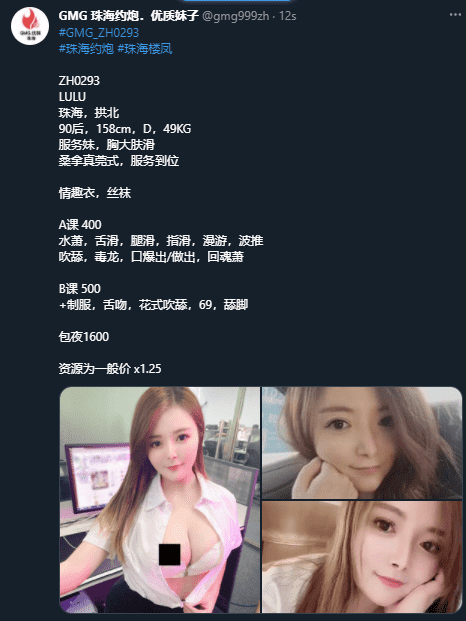 GMG 珠海约炮．优质妹子 @gmg999zh · 12s
#GMG_ZH0293
#珠海约炮 #珠海楼凤
ZH0293
LULU
珠海，拱北
90后，158cm，D，49KG
服务妹，胸大肤滑
桑拿真莞式，服务到位
情趣衣，丝袜
A课 400
水萧，舌滑，腿滑，指滑，漫游，波推
吹舔，毒龙，口爆出/做出，回魂萧
B课 500
+制服，舌吻，花式吹舔，69，舔脚
包夜1600
资源为一般价 x1.25